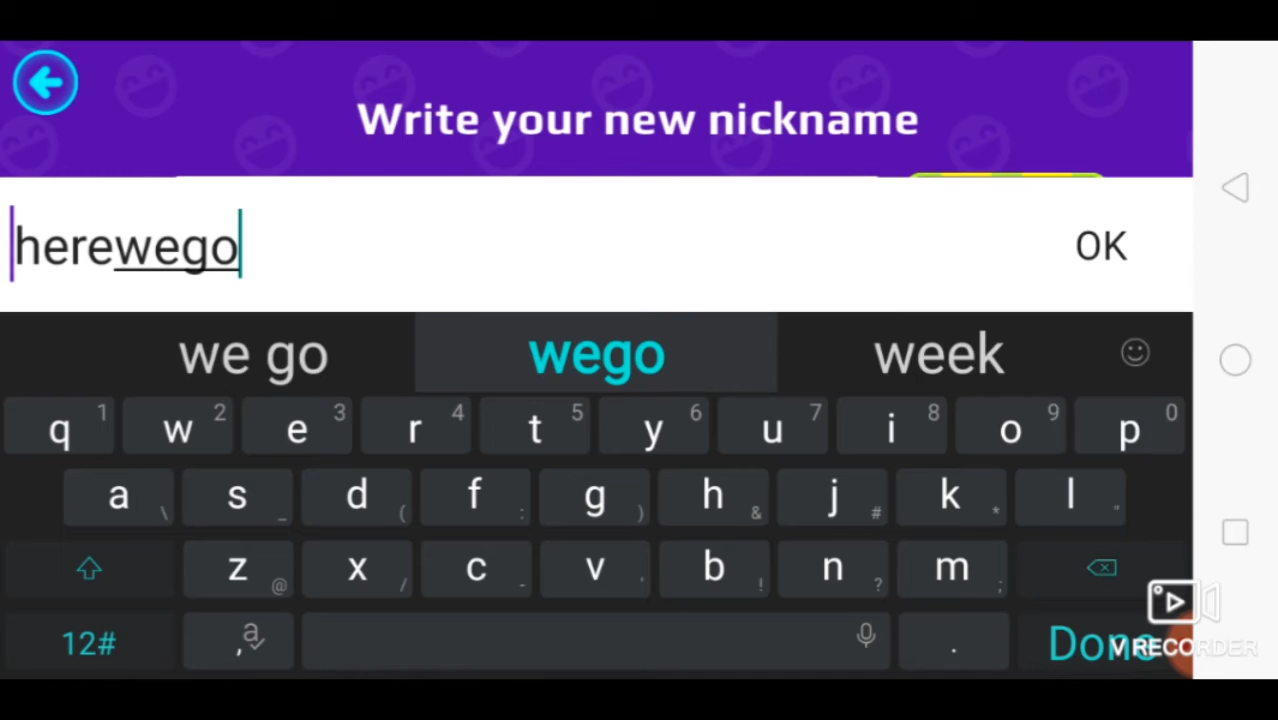 Write your new nickname
herewego
OK
we go wego week
q 1 w 2 e 3 r 4 t 5 y 6 u 7 i 8 o 9 p 0
a \ s _ d ( f : g ) h & j # k * l "
z @ x / c - v ' b ! n ? m ;
12# , a . Done
V RECORDER